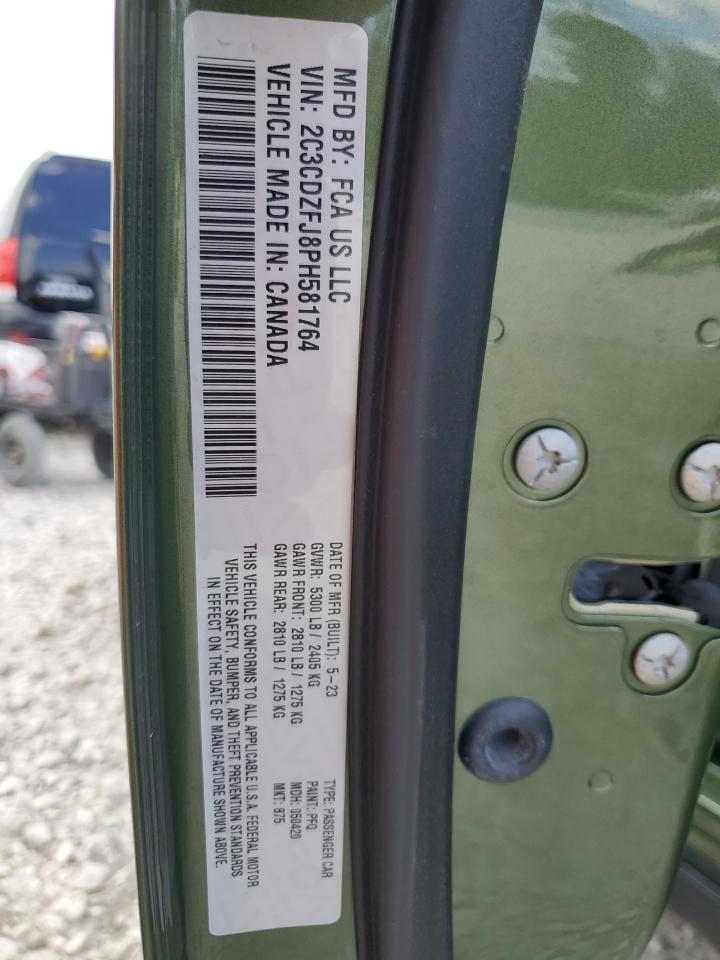 MFD BY: FCA US LLC
VIN: 2C3CDZFJ8PH581764
VEHICLE MADE IN: CANADA
DATE OF MFR (BUILT): 5-23
GVWR: 5300 LB / 2405 KG
GAWR FRONT: 2810 LB / 1275 KG
GAWR REAR: 2810 LB / 1275 KG
TYPE: PASSENGER CAR
PAINT: PFQ
MDH: 050420
MKT: 875
THIS VEHICLE CONFORMS TO ALL APPLICABLE U.S.A. FEDERAL MOTOR
VEHICLE SAFETY, BUMPER, AND THEFT PREVENTION STANDARDS
IN EFFECT ON THE DATE OF MANUFACTURE SHOWN ABOVE.